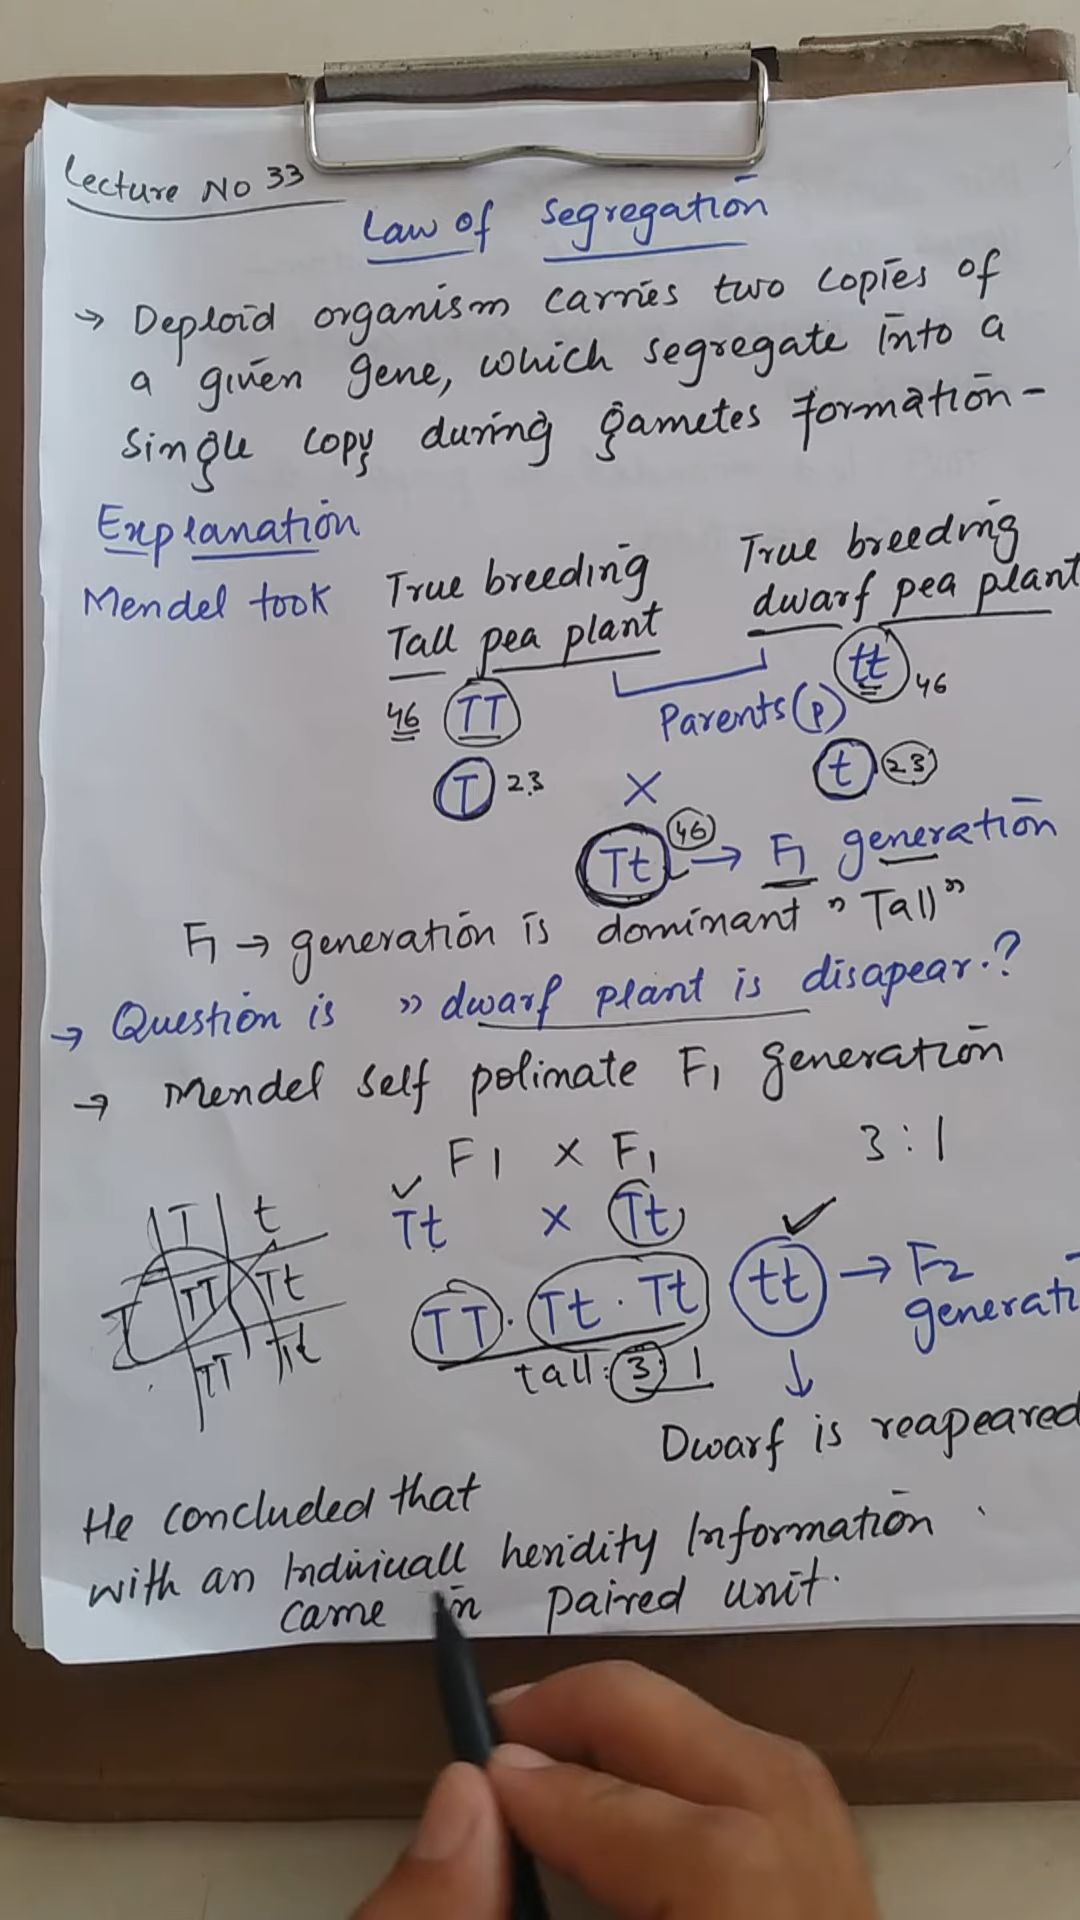 Lecture No 33
Law of Segregation
→ Deploid organism carries two copies of
a given gene, which segregate into a
single copy during gametes formation-
Explanation
Mendel took
True breeding
Tall pea plant
True breeding
dwarf pea plant
46 TT
tt 46
Parents (P)
T 23 × t 23
Tt 46 → F1 generation
F1 → generation is dominant "Tall"
→ Question is " dwarf plant is disapear.?
→ Mendel self polinate F1 generation
F1 × F1
3 : 1
Tt × Tt
T t
T TT Tt
TT
TT . Tt . Tt tt → F2
generati
tall : 3 : 1 ↓
Dwarf is reapeared
He concluded that
with an Indiviuall heridity Information
came in paired unit.